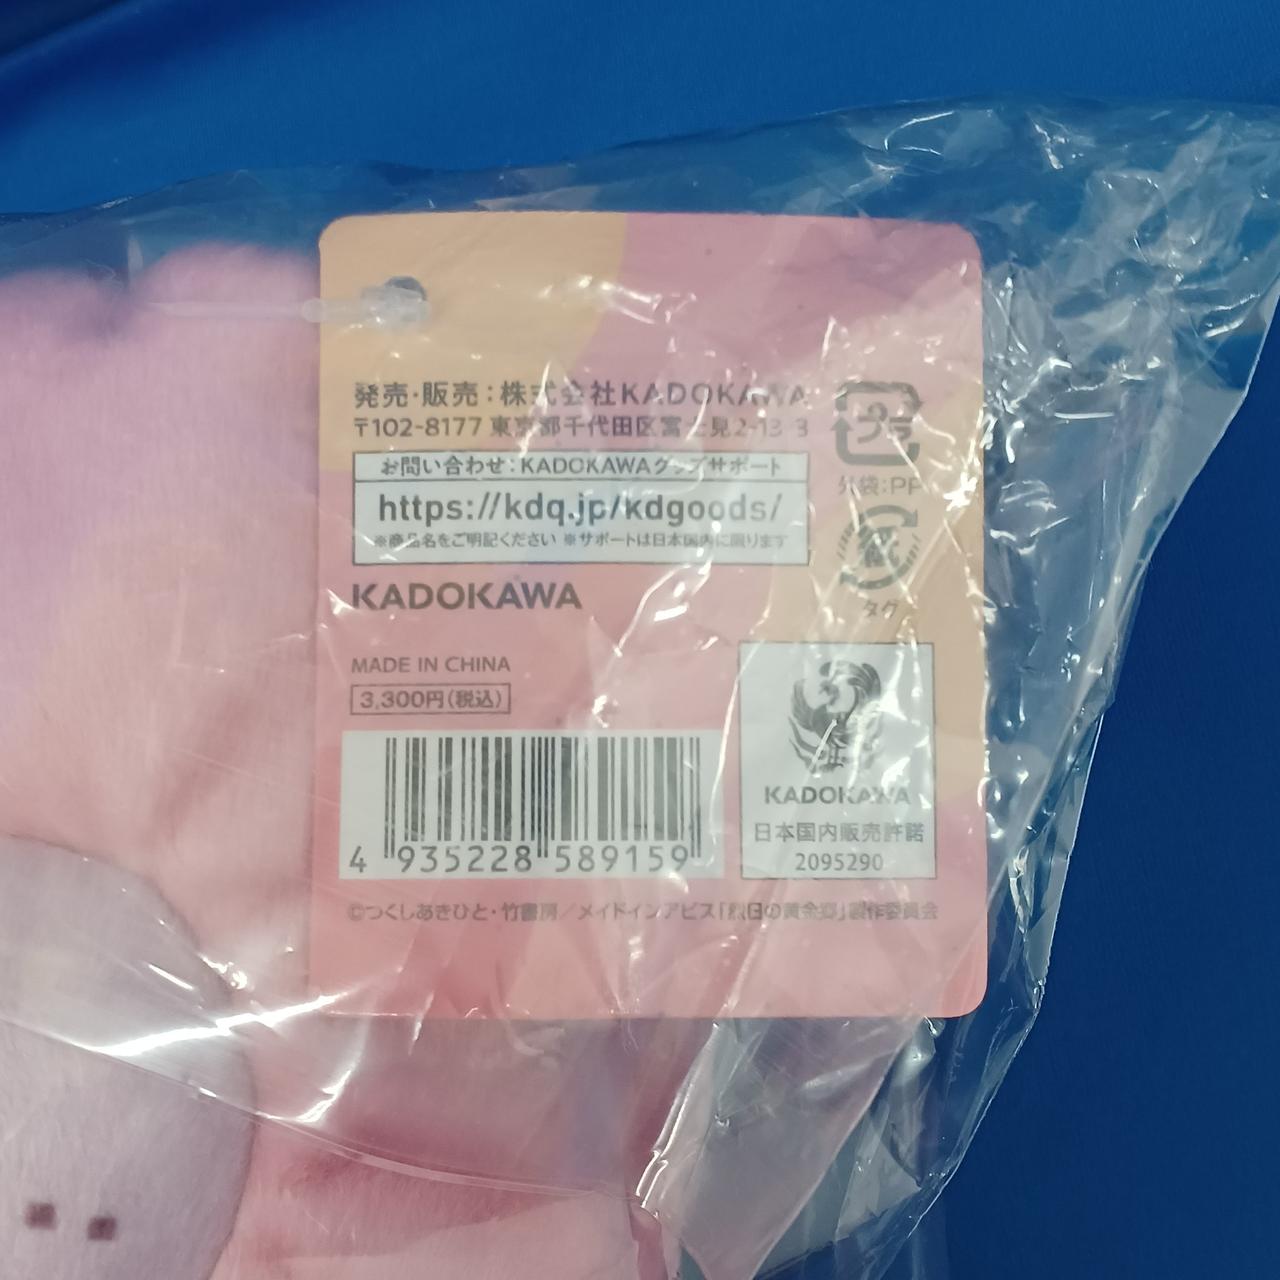 発売・販売：株式会社KADOKAWA
〒102-8177 東京都千代田区富士見2-13-3
お問い合わせ：KADOKAWAグッズサポート
https://kdq.jp/kdgoods/
※商品名をご明記ください ※サポートは日本国内に限ります
KADOKAWA
MADE IN CHINA
3,300円(税込)
4 935228 589159
プラ
外袋：PP
紙
タグ
KADOKAWA
日本国内販売許諾
2095290
©つくしあきひと・竹書房／メイドインアビス「烈日の黄金郷」製作委員会